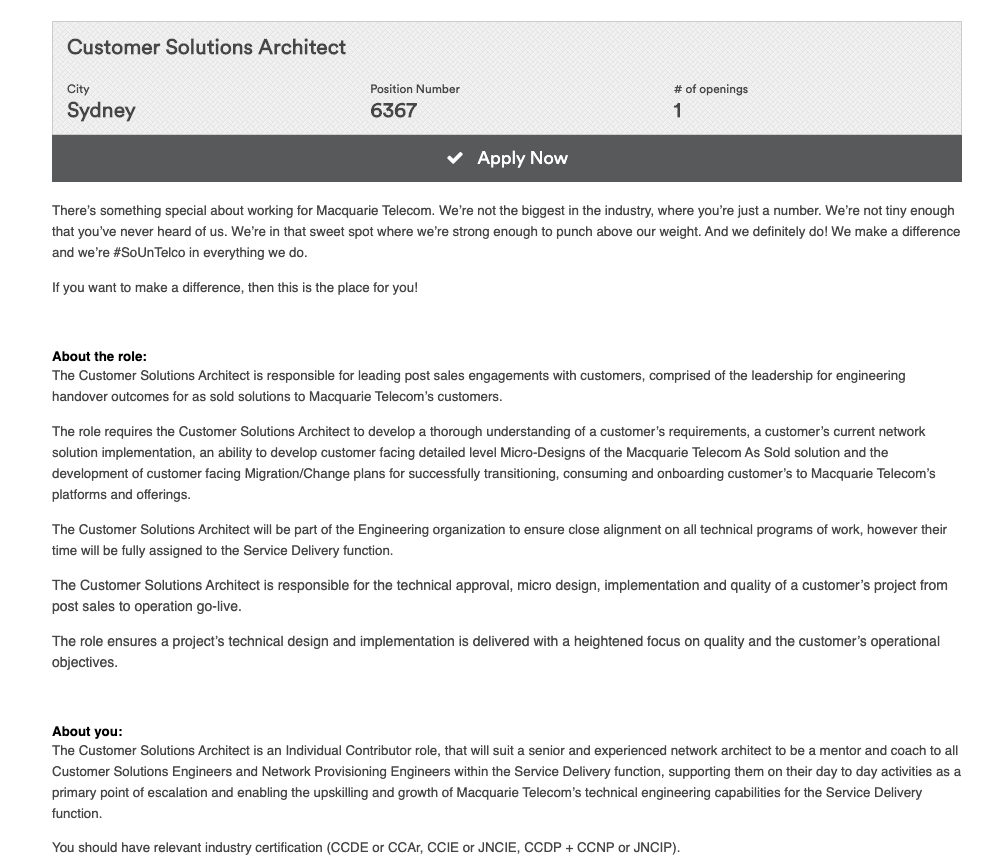 Customer Solutions Architect
City
Sydney
Position Number
6367
# of openings
1
Apply Now
There’s something special about working for Macquarie Telecom. We’re not the biggest in the industry, where you’re just a number. We’re not tiny enough
that you’ve never heard of us. We’re in that sweet spot where we’re strong enough to punch above our weight. And we definitely do! We make a difference
and we’re #SoUnTelco in everything we do.
If you want to make a difference, then this is the place for you!
About the role:
The Customer Solutions Architect is responsible for leading post sales engagements with customers, comprised of the leadership for engineering
handover outcomes for as sold solutions to Macquarie Telecom’s customers.
The role requires the Customer Solutions Architect to develop a thorough understanding of a customer’s requirements, a customer’s current network
solution implementation, an ability to develop customer facing detailed level Micro-Designs of the Macquarie Telecom As Sold solution and the
development of customer facing Migration/Change plans for successfully transitioning, consuming and onboarding customer’s to Macquarie Telecom’s
platforms and offerings.
The Customer Solutions Architect will be part of the Engineering organization to ensure close alignment on all technical programs of work, however their
time will be fully assigned to the Service Delivery function.
The Customer Solutions Architect is responsible for the technical approval, micro design, implementation and quality of a customer’s project from
post sales to operation go-live.
The role ensures a project’s technical design and implementation is delivered with a heightened focus on quality and the customer’s operational
objectives.
About you:
The Customer Solutions Architect is an Individual Contributor role, that will suit a senior and experienced network architect to be a mentor and coach to all
Customer Solutions Engineers and Network Provisioning Engineers within the Service Delivery function, supporting them on their day to day activities as a
primary point of escalation and enabling the upskilling and growth of Macquarie Telecom’s technical engineering capabilities for the Service Delivery
function.
You should have relevant industry certification (CCDE or CCAr, CCIE or JNCIE, CCDP + CCNP or JNCIP).